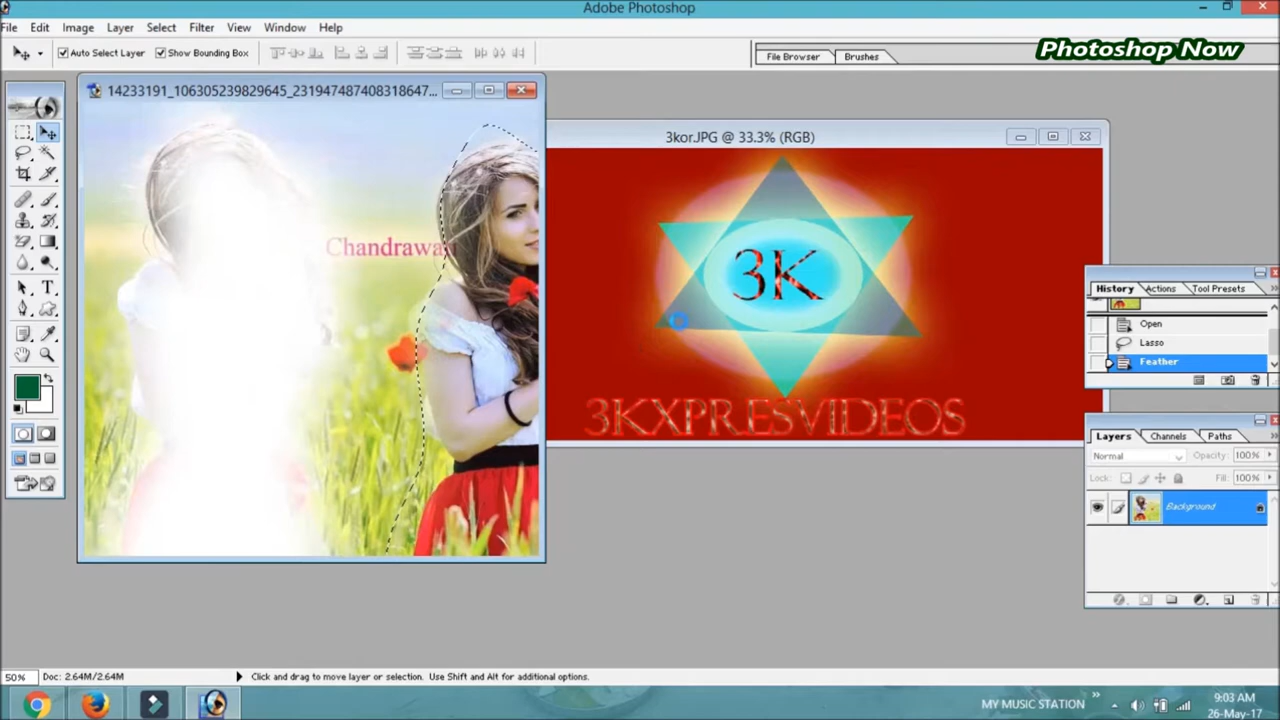 Adobe Photoshop
File Edit Image Layer Select Filter View Window Help
Auto Select Layer Show Bounding Box
File Browser Brushes
Photoshop Now
14233191_106305239829645_231947487408318647...
3kor.JPG @ 33.3% (RGB)
Chandrawan
3K
3KXPRESVIDEOS
History Actions Tool Presets
Open
Lasso
Feather
Layers Channels Paths
Normal Opacity: 100%
Lock: Fill: 100%
Background
50% Doc: 2.64M/2.64M Click and drag to move layer or selection. Use Shift and Alt for additional options.
MY MUSIC STATION
9:03 AM
26-May-17